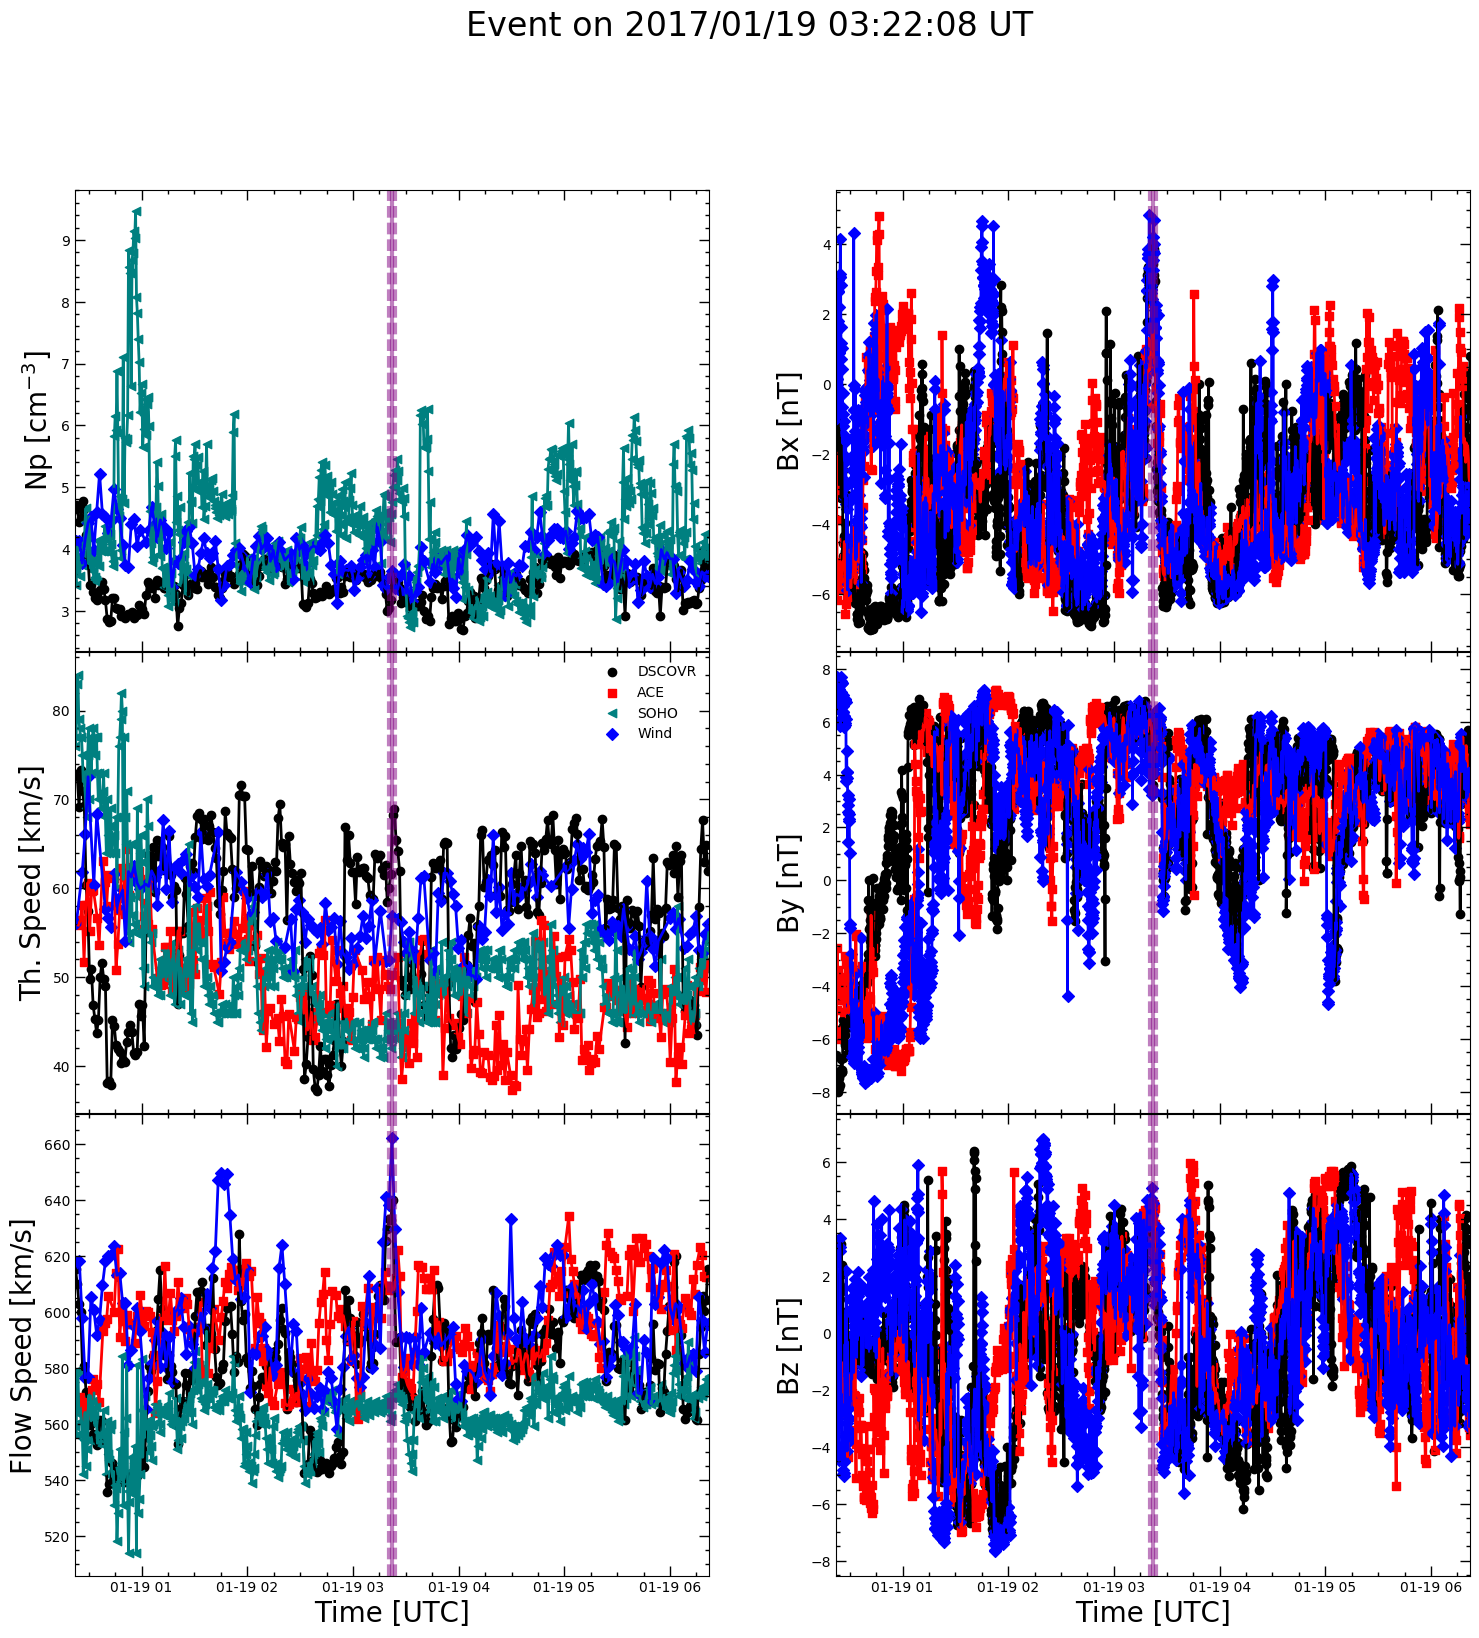 Event on 2017/01/19 03:22:08 UT
Np [cm⁻³]
9
8
7
6
5
4
3
Th. Speed [km/s]
80
70
60
50
40
DSCOVR
ACE
SOHO
Wind
Flow Speed [km/s]
660
640
620
600
580
560
540
520
01-19 01 01-19 02 01-19 03 01-19 04 01-19 05 01-19 06
Time [UTC]
Bx [nT]
4
2
0
−2
−4
−6
By [nT]
8
6
4
2
0
−2
−4
−6
−8
Bz [nT]
6
4
2
0
−2
−4
−6
−8
01-19 01 01-19 02 01-19 03 01-19 04 01-19 05 01-19 06
Time [UTC]